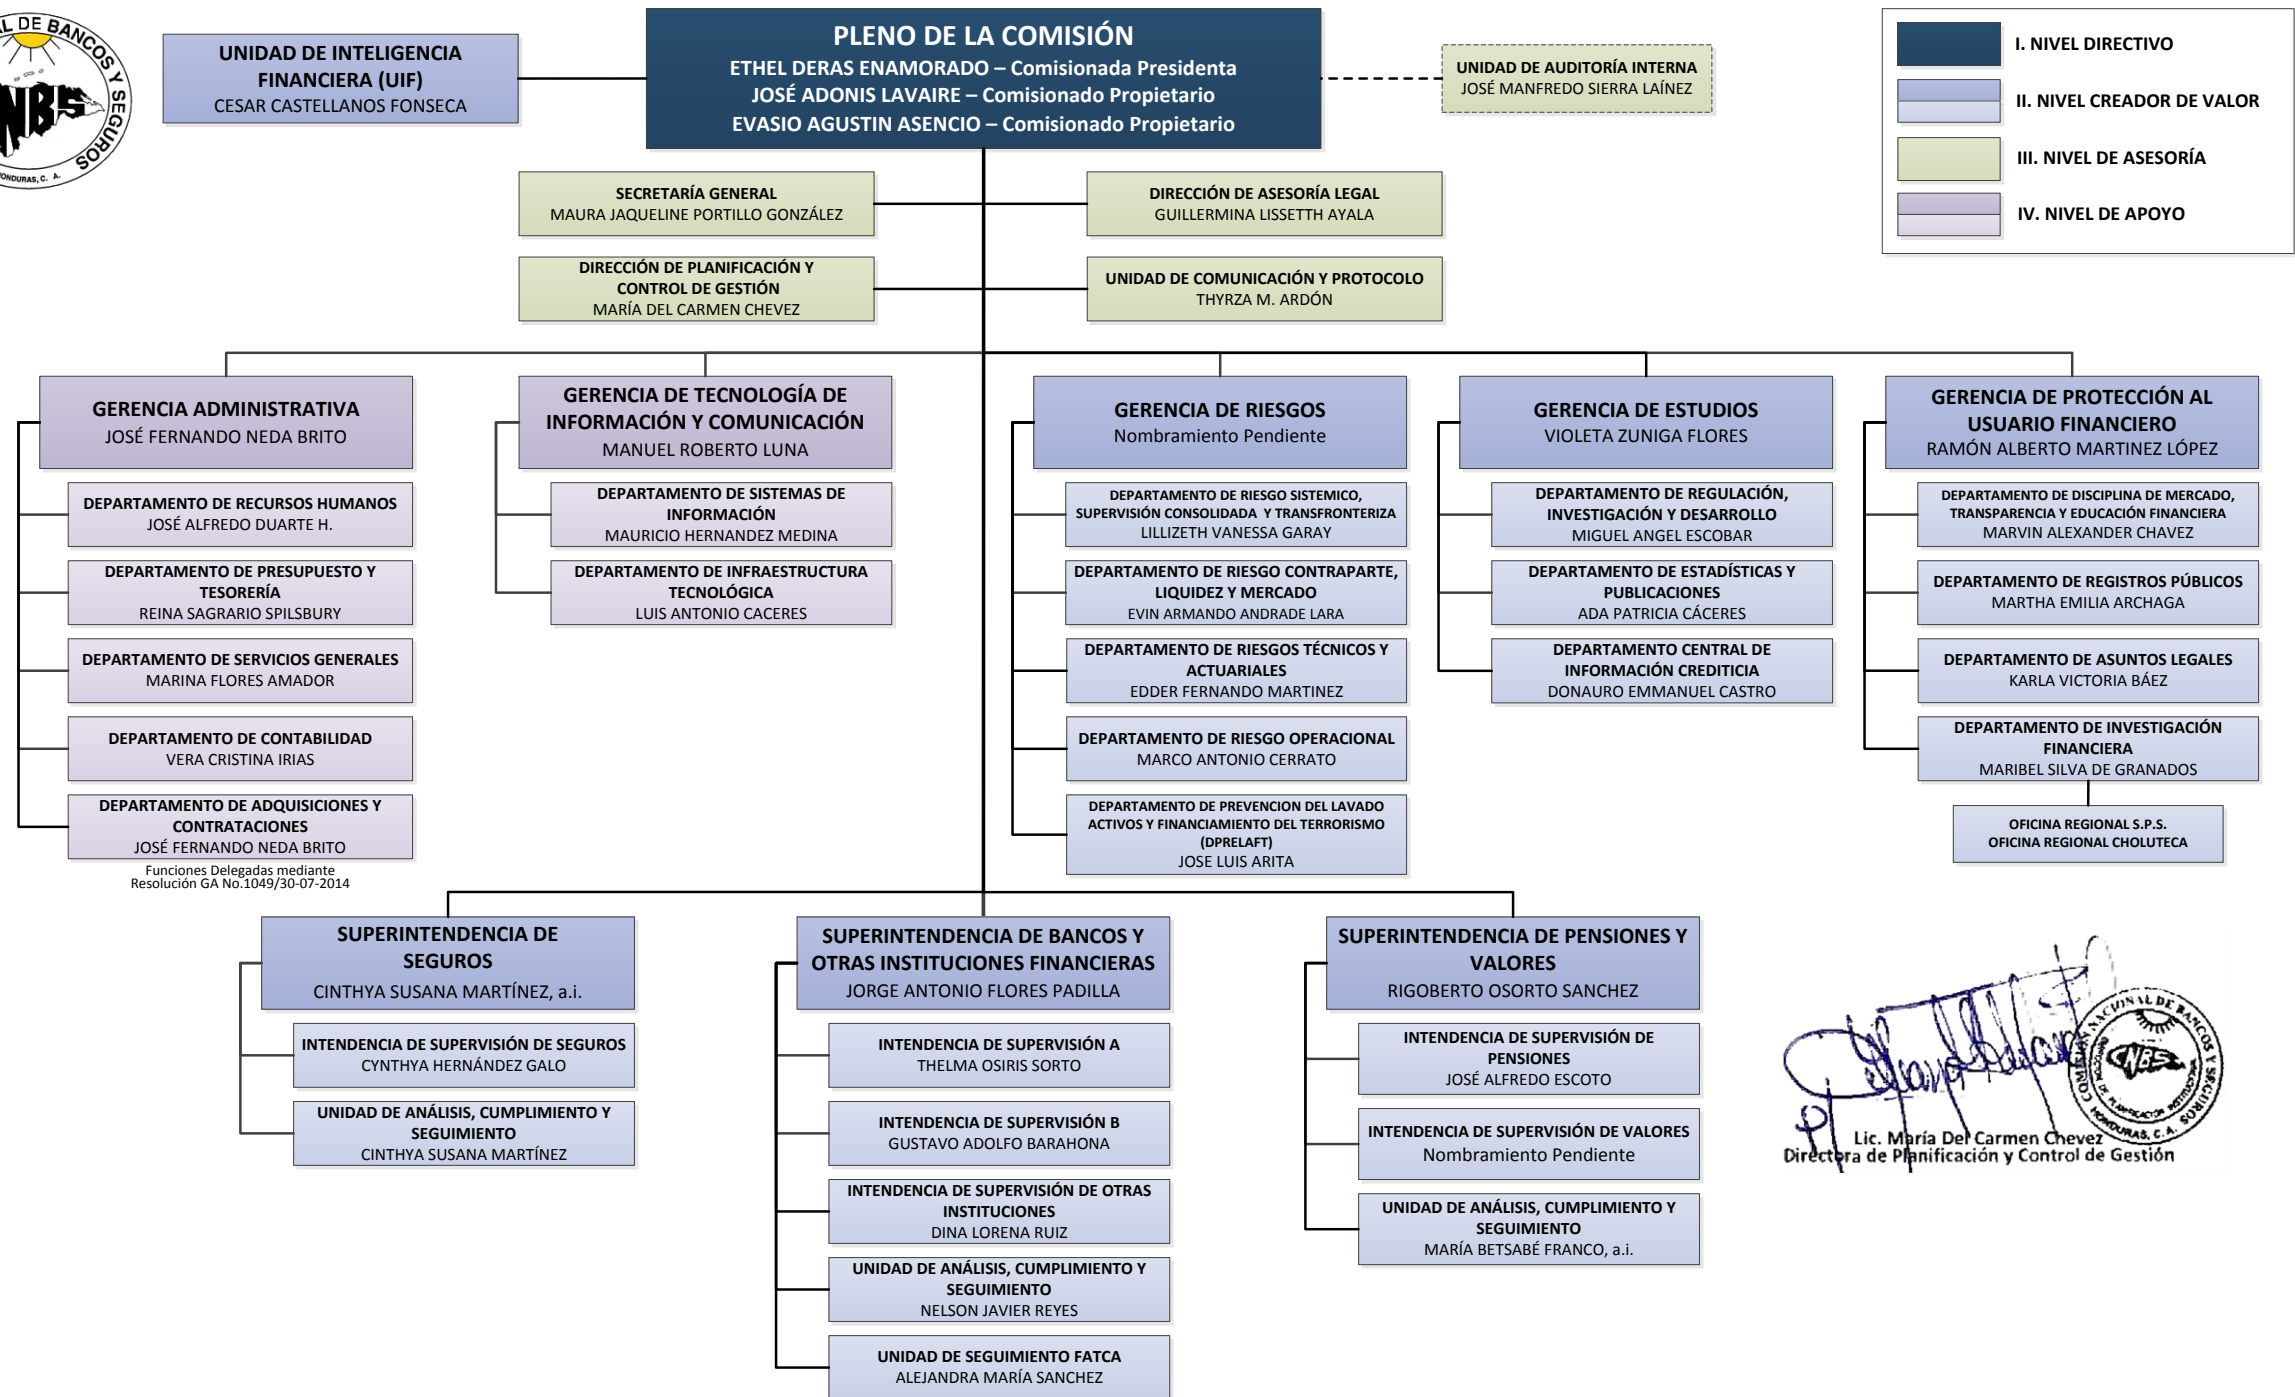 AL DE BANCOS Y SEGUROS
CNBS
HONDURAS, C. A.
UNIDAD DE INTELIGENCIA
FINANCIERA (UIF)
CESAR CASTELLANOS FONSECA
PLENO DE LA COMISIÓN
ETHEL DERAS ENAMORADO – Comisionada Presidenta
JOSÉ ADONIS LAVAIRE – Comisionado Propietario
EVASIO AGUSTIN ASENCIO – Comisionado Propietario
UNIDAD DE AUDITORÍA INTERNA
JOSÉ MANFREDO SIERRA LAÍNEZ
I. NIVEL DIRECTIVO
II. NIVEL CREADOR DE VALOR
III. NIVEL DE ASESORÍA
IV. NIVEL DE APOYO
SECRETARÍA GENERAL
MAURA JAQUELINE PORTILLO GONZÁLEZ
DIRECCIÓN DE ASESORÍA LEGAL
GUILLERMINA LISSETTH AYALA
DIRECCIÓN DE PLANIFICACIÓN Y
CONTROL DE GESTIÓN
MARÍA DEL CARMEN CHEVEZ
UNIDAD DE COMUNICACIÓN Y PROTOCOLO
THYRZA M. ARDÓN
GERENCIA ADMINISTRATIVA
JOSÉ FERNANDO NEDA BRITO
DEPARTAMENTO DE RECURSOS HUMANOS
JOSÉ ALFREDO DUARTE H.
DEPARTAMENTO DE PRESUPUESTO Y
TESORERÍA
REINA SAGRARIO SPILSBURY
DEPARTAMENTO DE SERVICIOS GENERALES
MARINA FLORES AMADOR
DEPARTAMENTO DE CONTABILIDAD
VERA CRISTINA IRIAS
DEPARTAMENTO DE ADQUISICIONES Y
CONTRATACIONES
JOSÉ FERNANDO NEDA BRITO
Funciones Delegadas mediante
Resolución GA No.1049/30-07-2014
GERENCIA DE TECNOLOGÍA DE
INFORMACIÓN Y COMUNICACIÓN
MANUEL ROBERTO LUNA
DEPARTAMENTO DE SISTEMAS DE
INFORMACIÓN
MAURICIO HERNANDEZ MEDINA
DEPARTAMENTO DE INFRAESTRUCTURA
TECNOLÓGICA
LUIS ANTONIO CACERES
GERENCIA DE RIESGOS
Nombramiento Pendiente
DEPARTAMENTO DE RIESGO SISTEMICO,
SUPERVISIÓN CONSOLIDADA Y TRANSFRONTERIZA
LILLIZETH VANESSA GARAY
DEPARTAMENTO DE RIESGO CONTRAPARTE,
LIQUIDEZ Y MERCADO
EVIN ARMANDO ANDRADE LARA
DEPARTAMENTO DE RIESGOS TÉCNICOS Y
ACTUARIALES
EDDER FERNANDO MARTINEZ
DEPARTAMENTO DE RIESGO OPERACIONAL
MARCO ANTONIO CERRATO
DEPARTAMENTO DE PREVENCION DEL LAVADO
ACTIVOS Y FINANCIAMIENTO DEL TERRORISMO
(DPRELAFT)
JOSE LUIS ARITA
GERENCIA DE ESTUDIOS
VIOLETA ZUNIGA FLORES
DEPARTAMENTO DE REGULACIÓN,
INVESTIGACIÓN Y DESARROLLO
MIGUEL ANGEL ESCOBAR
DEPARTAMENTO DE ESTADÍSTICAS Y
PUBLICACIONES
ADA PATRICIA CÁCERES
DEPARTAMENTO CENTRAL DE
INFORMACIÓN CREDITICIA
DONAURO EMMANUEL CASTRO
GERENCIA DE PROTECCIÓN AL
USUARIO FINANCIERO
RAMÓN ALBERTO MARTINEZ LÓPEZ
DEPARTAMENTO DE DISCIPLINA DE MERCADO,
TRANSPARENCIA Y EDUCACIÓN FINANCIERA
MARVIN ALEXANDER CHAVEZ
DEPARTAMENTO DE REGISTROS PÚBLICOS
MARTHA EMILIA ARCHAGA
DEPARTAMENTO DE ASUNTOS LEGALES
KARLA VICTORIA BÁEZ
DEPARTAMENTO DE INVESTIGACIÓN
FINANCIERA
MARIBEL SILVA DE GRANADOS
OFICINA REGIONAL S.P.S.
OFICINA REGIONAL CHOLUTECA
SUPERINTENDENCIA DE
SEGUROS
CINTHYA SUSANA MARTÍNEZ, a.i.
INTENDENCIA DE SUPERVISIÓN DE SEGUROS
CYNTHYA HERNÁNDEZ GALO
UNIDAD DE ANÁLISIS, CUMPLIMIENTO Y
SEGUIMIENTO
CINTHYA SUSANA MARTÍNEZ
SUPERINTENDENCIA DE BANCOS Y
OTRAS INSTITUCIONES FINANCIERAS
JORGE ANTONIO FLORES PADILLA
INTENDENCIA DE SUPERVISIÓN A
THELMA OSIRIS SORTO
INTENDENCIA DE SUPERVISIÓN B
GUSTAVO ADOLFO BARAHONA
INTENDENCIA DE SUPERVISIÓN DE OTRAS
INSTITUCIONES
DINA LORENA RUIZ
UNIDAD DE ANÁLISIS, CUMPLIMIENTO Y
SEGUIMIENTO
NELSON JAVIER REYES
UNIDAD DE SEGUIMIENTO FATCA
ALEJANDRA MARÍA SANCHEZ
SUPERINTENDENCIA DE PENSIONES Y
VALORES
RIGOBERTO OSORTO SANCHEZ
INTENDENCIA DE SUPERVISIÓN DE
PENSIONES
JOSÉ ALFREDO ESCOTO
INTENDENCIA DE SUPERVISIÓN DE VALORES
Nombramiento Pendiente
UNIDAD DE ANÁLISIS, CUMPLIMIENTO Y
SEGUIMIENTO
MARÍA BETSABÉ FRANCO, a.i.
COMISIÓN NACIONAL DE BANCOS Y SEGUROS
CNBS
HONDURAS, C. A.
Lic. María Del Carmen Chevez
Directora de Planificación y Control de Gestión